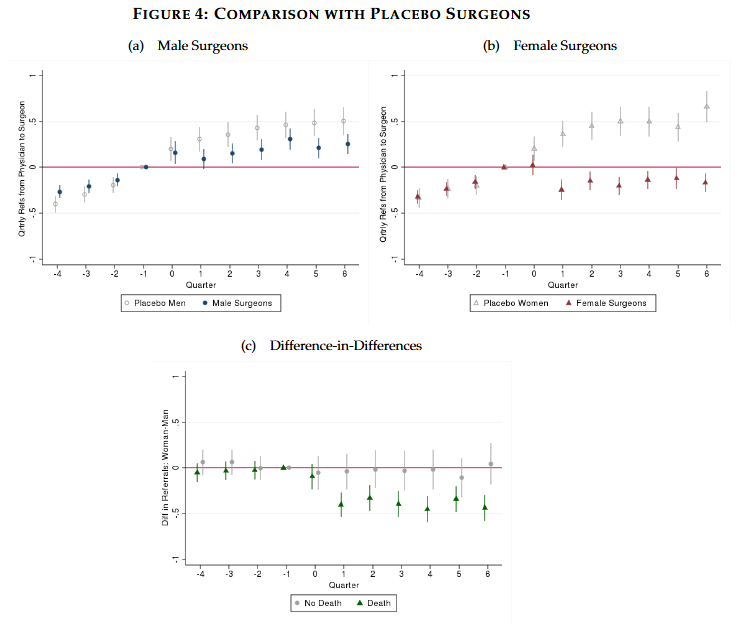 FIGURE 4: COMPARISON WITH PLACEBO SURGEONS
(a) Male Surgeons
Qrtrly Refs from Physician to Surgeon
1
.5
0
-.5
-1
-4 -3 -2 -1 0 1 2 3 4 5 6
Quarter
Placebo Men Male Surgeons
(b) Female Surgeons
Qrtrly Refs from Physician to Surgeon
1
.5
0
-.5
-1
-4 -3 -2 -1 0 1 2 3 4 5 6
Quarter
Placebo Women Female Surgeons
(c) Difference-in-Differences
Diff in Referrals: Woman-Man
1
.5
0
-.5
-1
-4 -3 -2 -1 0 1 2 3 4 5 6
Quarter
No Death Death